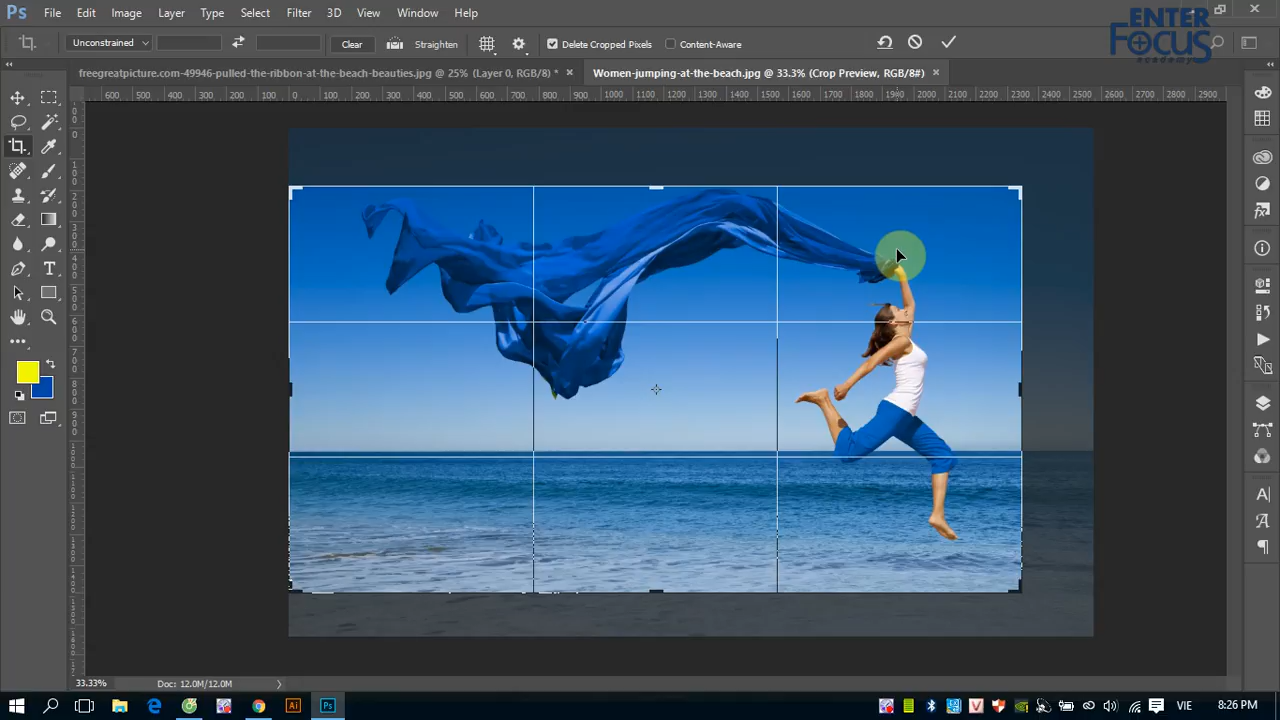 Ps File Edit Image Layer Type Select Filter 3D View Window Help
ENTER
FOCUS
academy
Unconstrained Clear Straighten Delete Cropped Pixels Content-Aware
freegreatpicture.com-49946-pulled-the-ribbon-at-the-beach-beauties.jpg @ 25% (Layer 0, RGB/8) * × Women-jumping-at-the-beach.jpg @ 33.3% (Crop Preview, RGB/8#) ×
600 500 400 300 200 100 0 100 200 300 400 500 600 700 800 900 1000 1100 1200 1300 1400 1500 1600 1700 1800 1900 2000 2100 2200 2300 2400 2500 2600 2700 2800 2900
33.33% Doc: 12.0M/12.0M
Ai Ps VIE 8:26 PM